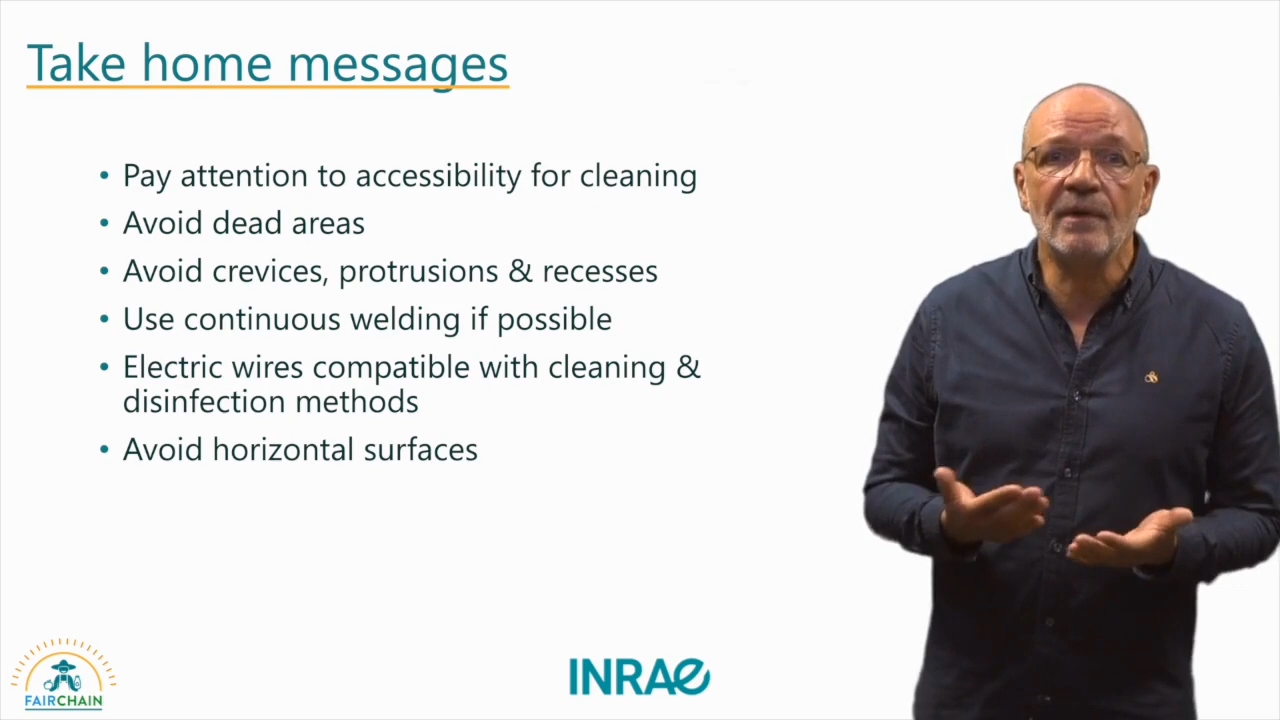 Take home messages
• Pay attention to accessibility for cleaning
• Avoid dead areas
• Avoid crevices, protrusions & recesses
• Use continuous welding if possible
• Electric wires compatible with cleaning &
disinfection methods
• Avoid horizontal surfaces
FAIRCHAIN
INRAE